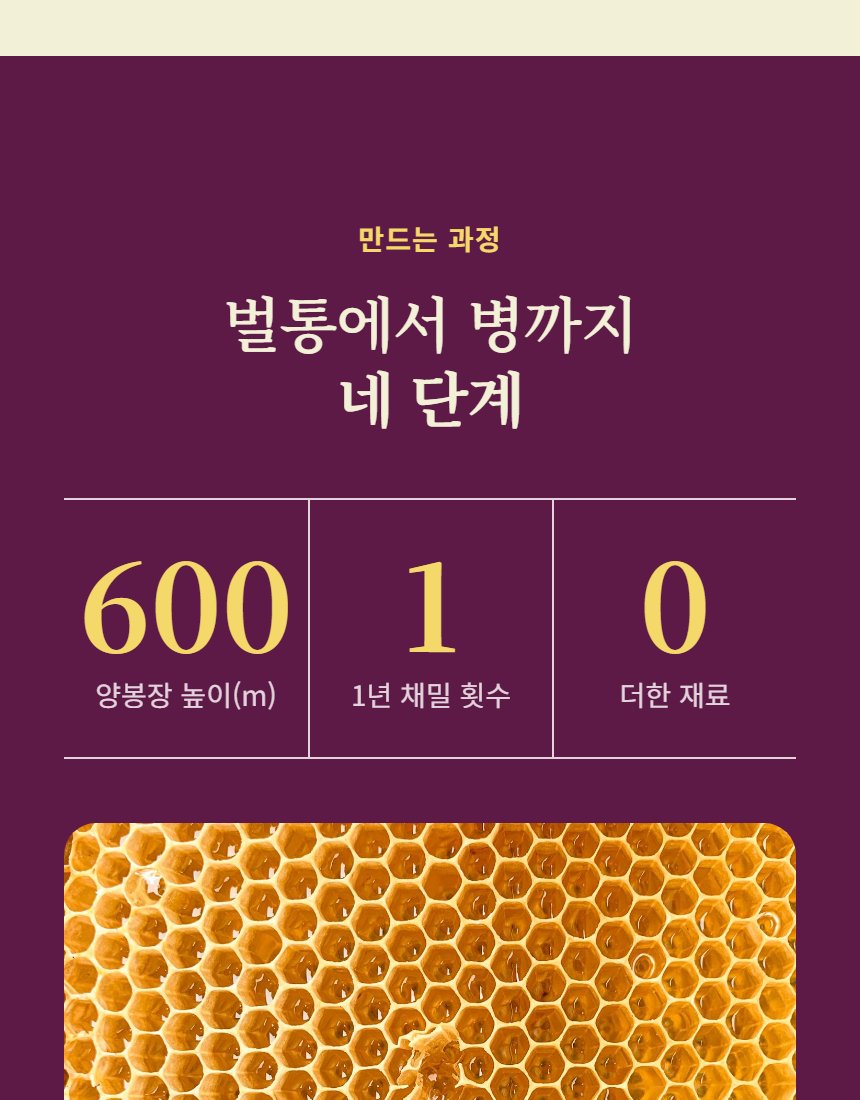 만드는 과정
벌통에서 병까지
네 단계
600
양봉장 높이(m)
1
1년 채밀 횟수
0
더한 재료